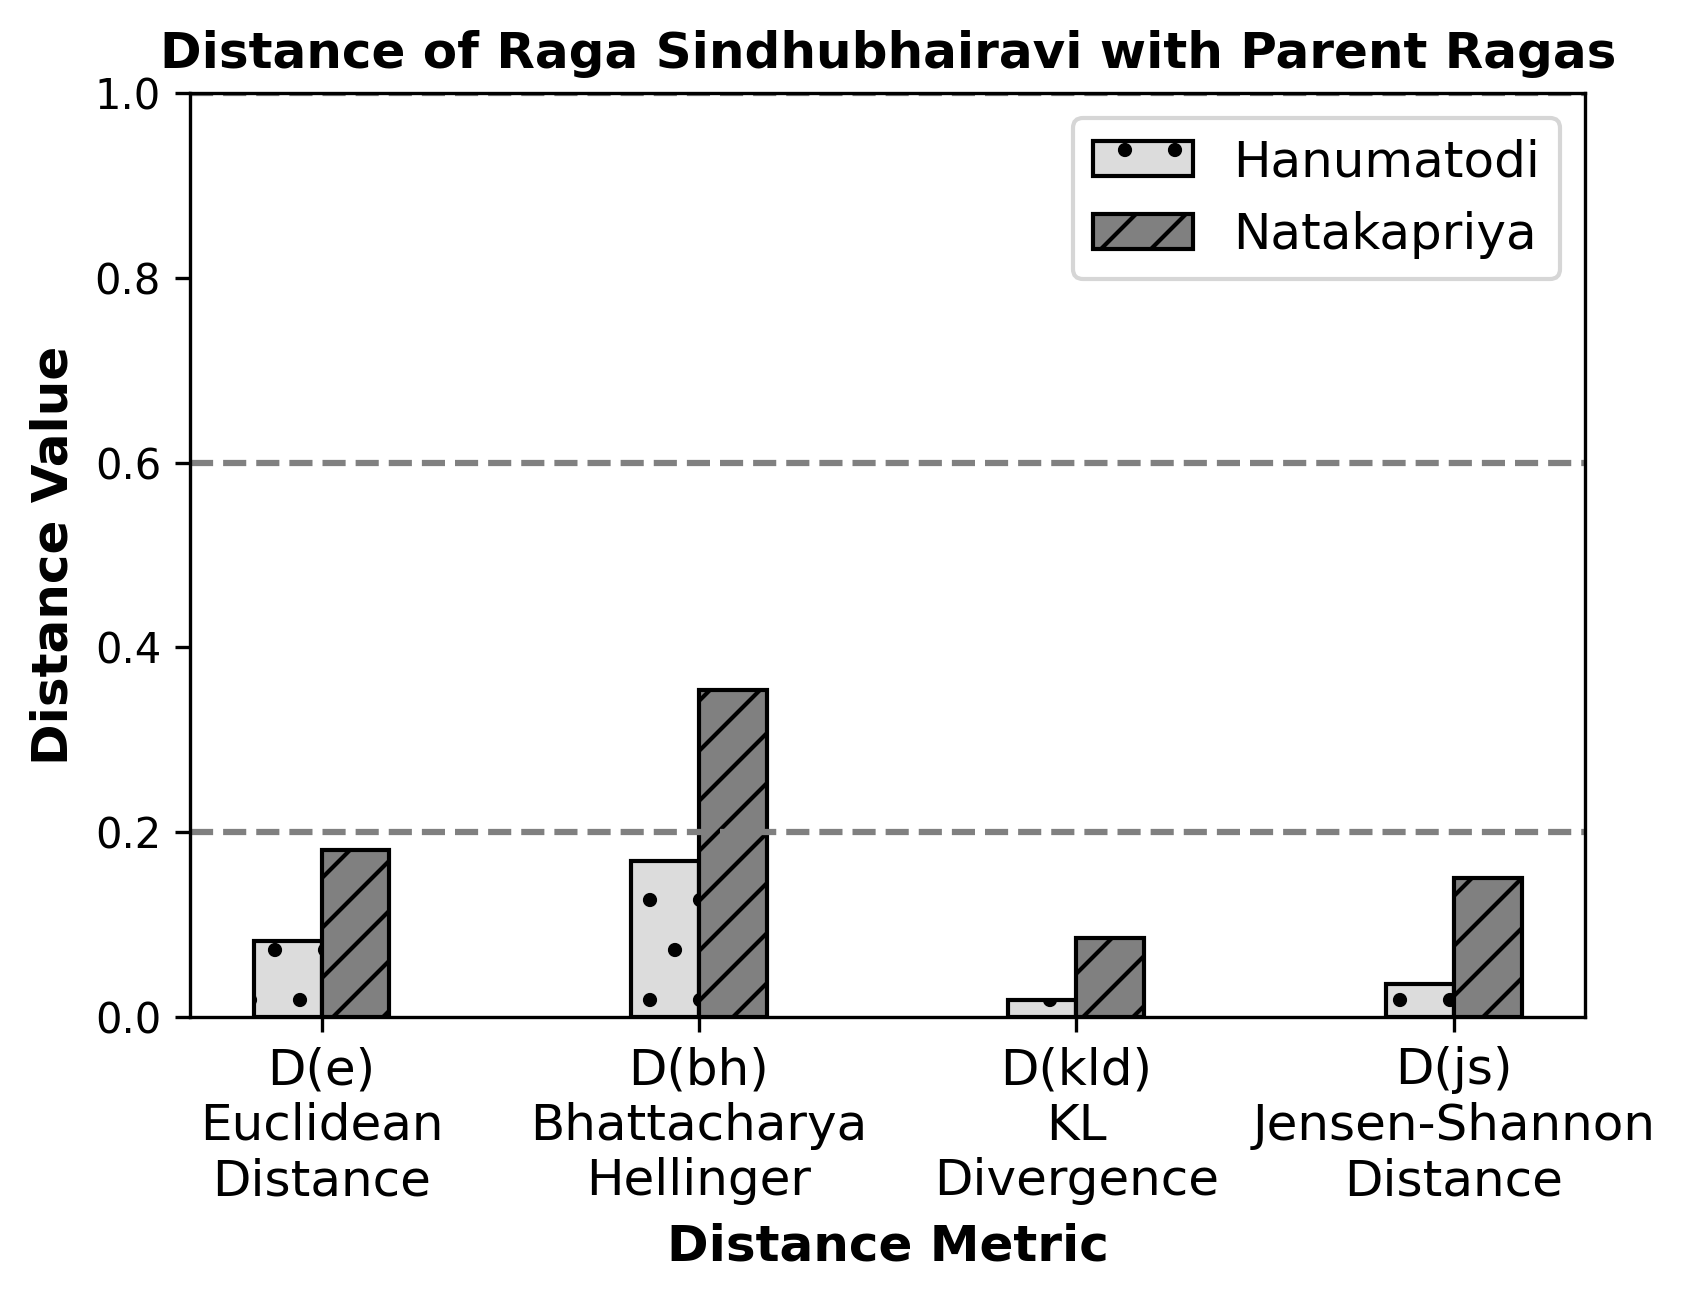 Distance of Raga Sindhubhairavi with Parent Ragas
Distance Value
1.0
0.8
0.6
0.4
0.2
0.0
Hanumatodi
Natakapriya
D(e)
Euclidean
Distance
D(bh)
Bhattacharya
Hellinger
D(kld)
KL
Divergence
D(js)
Jensen-Shannon
Distance
Distance Metric